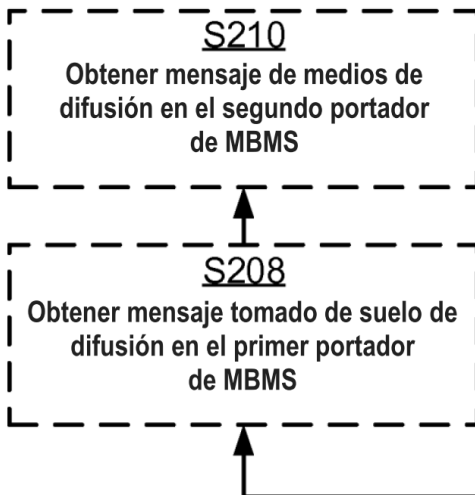 S210
Obtener mensaje de medios de
difusión en el segundo portador
de MBMS
S208
Obtener mensaje tomado de suelo de
difusión en el primer portador
de MBMS